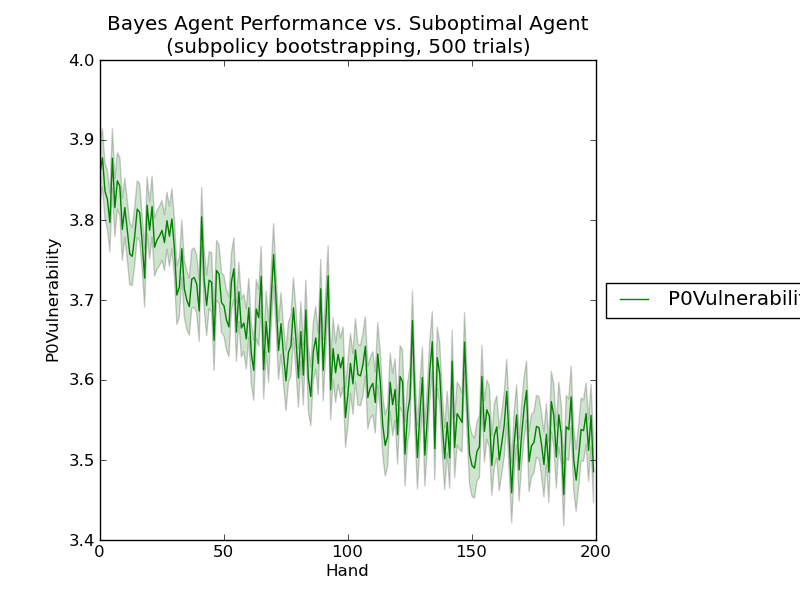 Bayes Agent Performance vs. Suboptimal Agent
(subpolicy bootstrapping, 500 trials)
4.0
3.9
3.8
3.7
3.6
3.5
3.4
P0Vulnerability
0
50
100
150
200
Hand
P0Vulnerabili